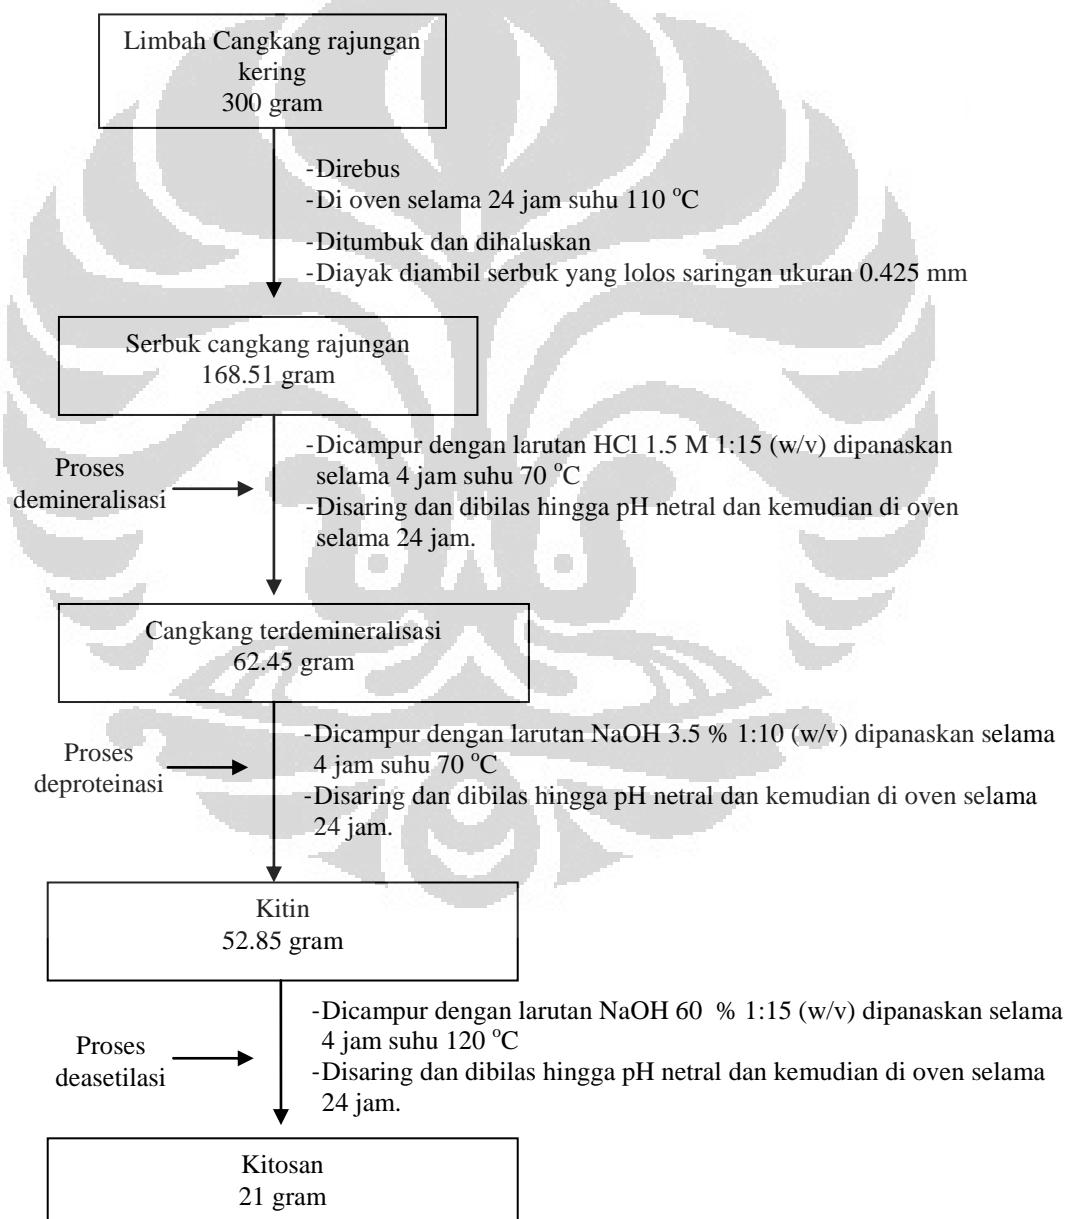 Limbah Cangkang rajungan
kering
300 gram
-Direbus
-Di oven selama 24 jam suhu 110 °C
-Ditumbuk dan dihaluskan
-Diayak diambil serbuk yang lolos saringan ukuran 0.425 mm
Serbuk cangkang rajungan
168.51 gram
Proses
demineralisasi
-Dicampur dengan larutan HCl 1.5 M 1:15 (w/v) dipanaskan
selama 4 jam suhu 70 °C
-Disaring dan dibilas hingga pH netral dan kemudian di oven
selama 24 jam.
Cangkang terdemineralisasi
62.45 gram
Proses
deproteinasi
-Dicampur dengan larutan NaOH 3.5 % 1:10 (w/v) dipanaskan selama
4 jam suhu 70 °C
-Disaring dan dibilas hingga pH netral dan kemudian di oven selama
24 jam.
Kitin
52.85 gram
Proses
deasetilasi
-Dicampur dengan larutan NaOH 60 % 1:15 (w/v) dipanaskan selama
4 jam suhu 120 °C
-Disaring dan dibilas hingga pH netral dan kemudian di oven selama
24 jam.
Kitosan
21 gram